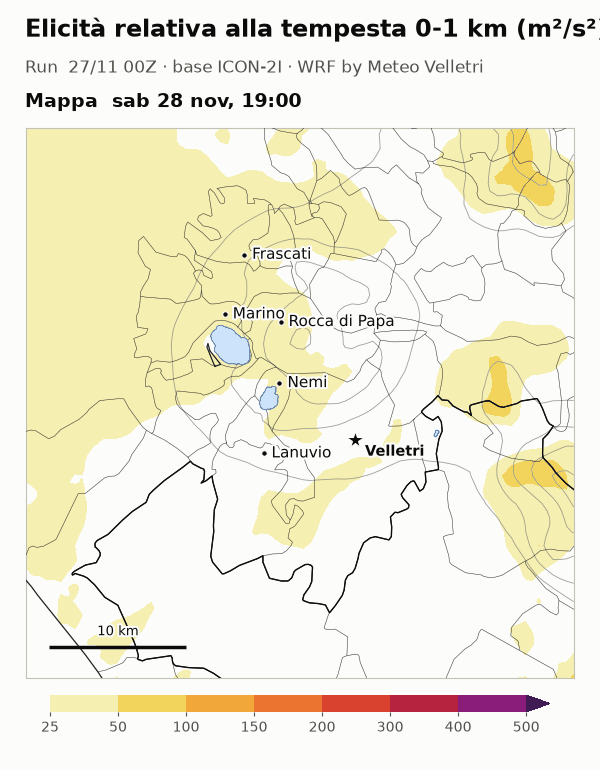 Elicità relativa alla tempesta 0-1 km (m²/s²)
Run 27/11 00Z · base ICON-2I · WRF by Meteo Velletri
Mappa sab 28 nov, 19:00
Frascati
Marino
Rocca di Papa
Nemi
Velletri
Lanuvio
10 km
25 50 100 150 200 300 400 500